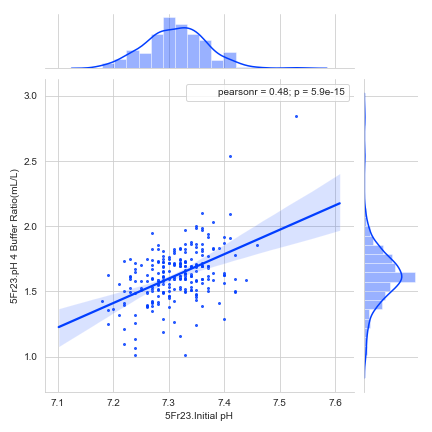 pearsonr = 0.48; p = 5.9e-15
3.0
2.5
2.0
1.5
1.0
5Fr23.pH 4 Buffer Ratio(mL/L)
7.1 7.2 7.3 7.4 7.5 7.6
5Fr23.Initial pH